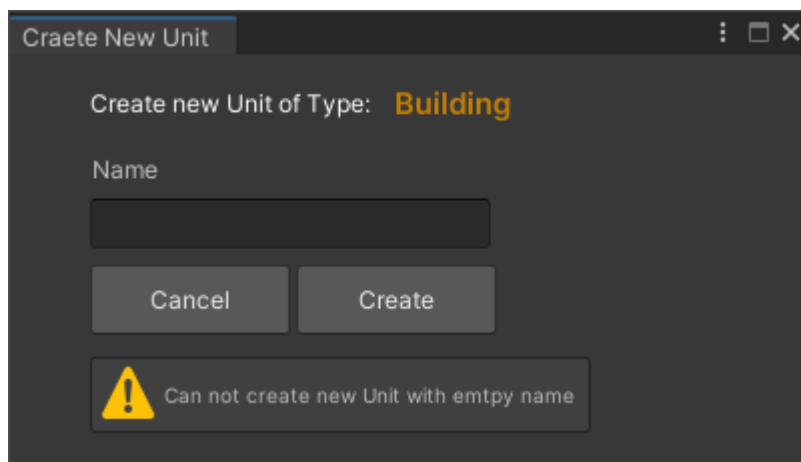 Craete New Unit
Create new Unit of Type: Building
Name
Cancel Create
Can not create new Unit with emtpy name